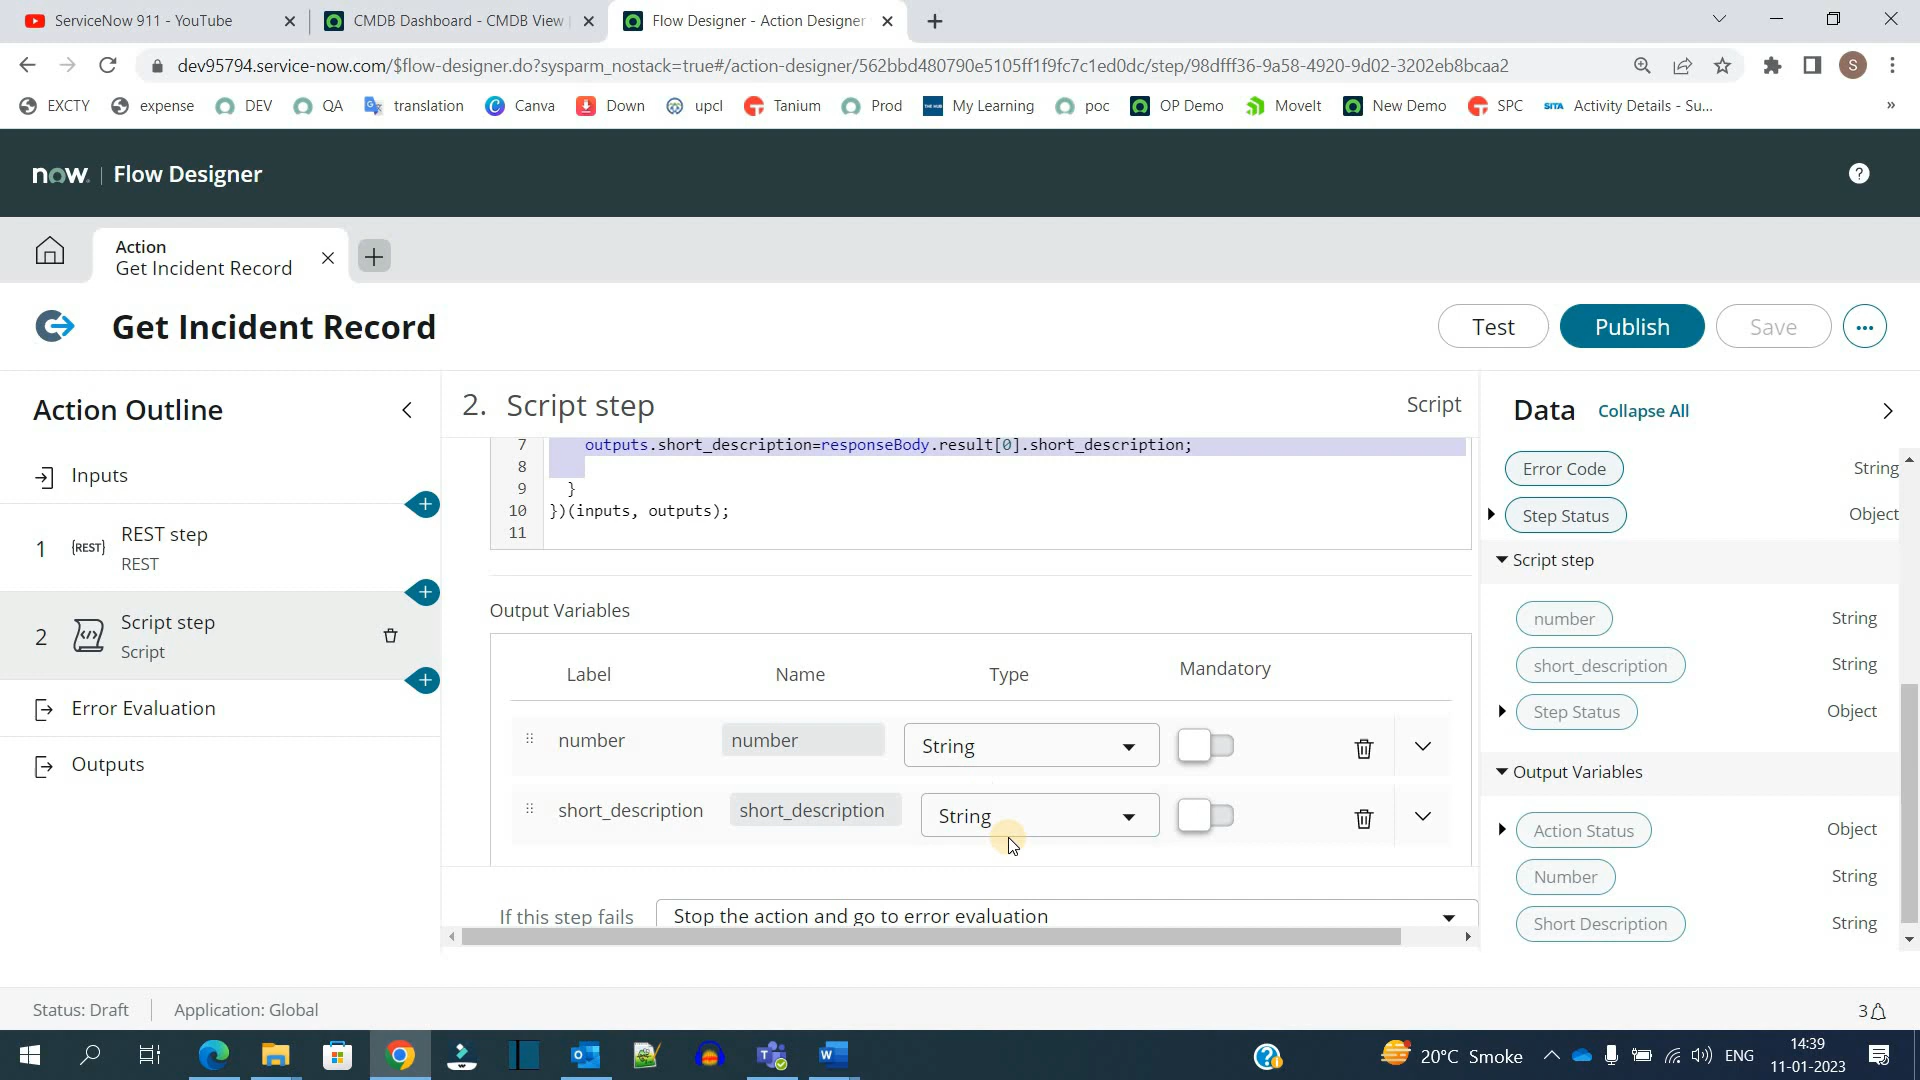 ServiceNow 911 - YouTube
CMDB Dashboard - CMDB View
Flow Designer - Action Designer
dev95794.service-now.com/$flow-designer.do?sysparm_nostack=true#/action-designer/562bbd480790e5105ff1f9fc7c1ed0dc/step/98dfff36-9a58-4920-9d02-3202eb8bcaa2
S
EXCTY expense DEV QA translation Canva Down upcl Tanium Prod My Learning poc OP Demo MoveIt New Demo SPC SITA Activity Details - Su... »
now. | Flow Designer
?
Action
Get Incident Record
Get Incident Record
Test Publish Save ...
Action Outline
Inputs
1 {REST} REST step
REST
2 Script step
Script
Error Evaluation
Outputs
2. Script step Script
7 outputs.short_description=responseBody.result[0].short_description;
8
9 }
10 })(inputs, outputs);
11
Output Variables
Label Name Type Mandatory
number number String
short_description short_description String
If this step fails Stop the action and go to error evaluation
Data Collapse All
Error Code String
Step Status Object
Script step
number String
short_description String
Step Status Object
Output Variables
Action Status Object
Number String
Short Description String
Status: Draft Application: Global 3
20°C Smoke ENG 14:39
11-01-2023